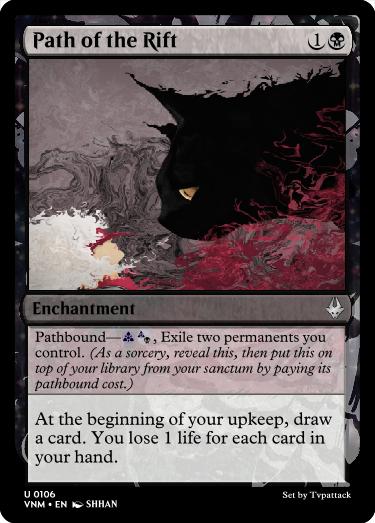 Path of the Rift 1
Enchantment
Pathbound—, Exile two permanents you
control. (As a sorcery, reveal this, then put this on
top of your library from your sanctum by paying its
pathbound cost.)
At the beginning of your upkeep, draw
a card. You lose 1 life for each card in
your hand.
U 0106
VNM • EN SHHAN
Set by Tvpattack